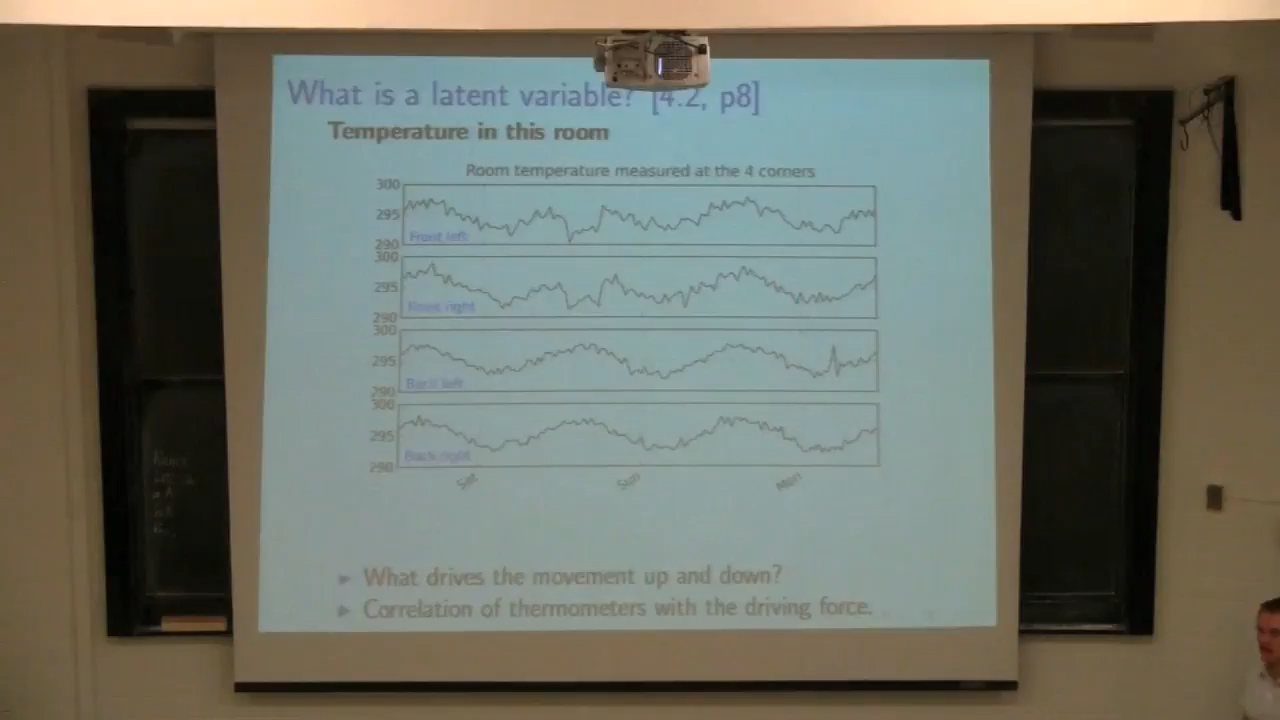 What is a latent variable? [4.2, p8]
Temperature in this room
Room temperature measured at the 4 corners
300
295
290
Front left
300
295
290
Front right
300
295
290
Back left
300
295
290
Back right
Sat
Sun
Mon
► What drives the movement up and down?
► Correlation of thermometers with the driving force.